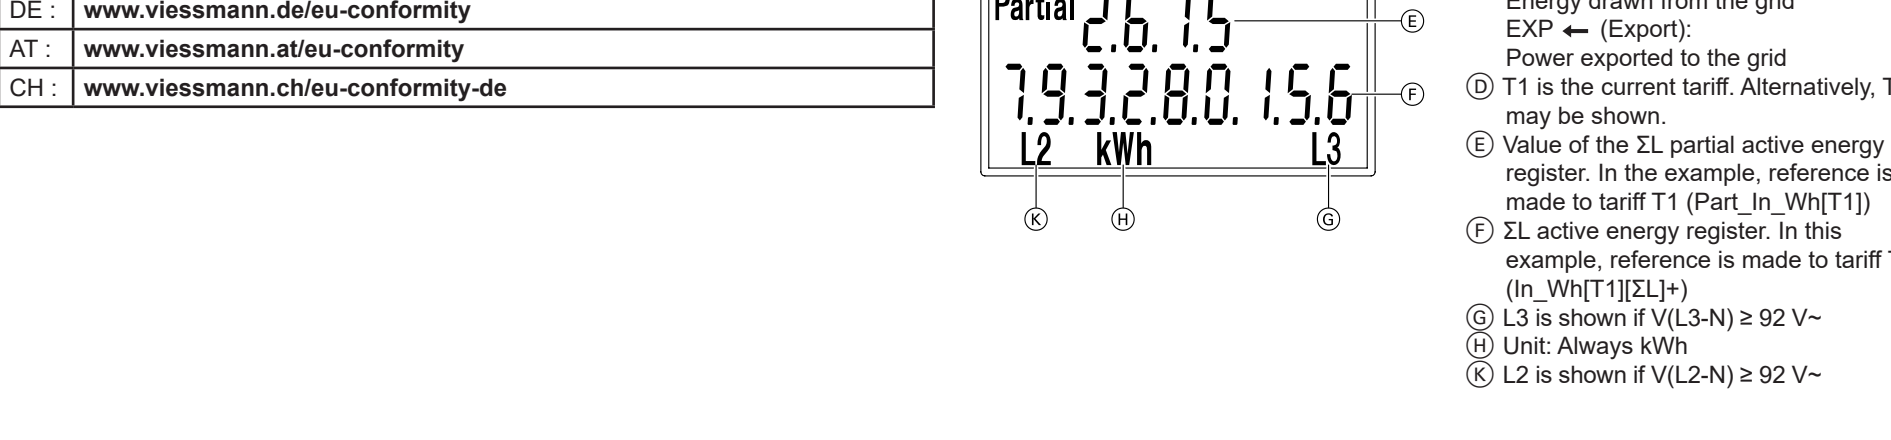 DE : www.viessmann.de/eu-conformity
AT : www.viessmann.at/eu-conformity
CH : www.viessmann.ch/eu-conformity-de
Partial 2.6. 1.5 E
7.9.3.2.8.0. 1.5.6 F
L2 kWh L3
K H G
Energy drawn from the grid
EXP ← (Export):
Power exported to the grid
D T1 is the current tariff. Alternatively,
may be shown.
E Value of the ΣL partial active energy
register. In the example, reference is
made to tariff T1 (Part_In_Wh[T1])
F ΣL active energy register. In this
example, reference is made to tariff
(In_Wh[T1][ΣL]+)
G L3 is shown if V(L3-N) ≥ 92 V~
H Unit: Always kWh
K L2 is shown if V(L2-N) ≥ 92 V~